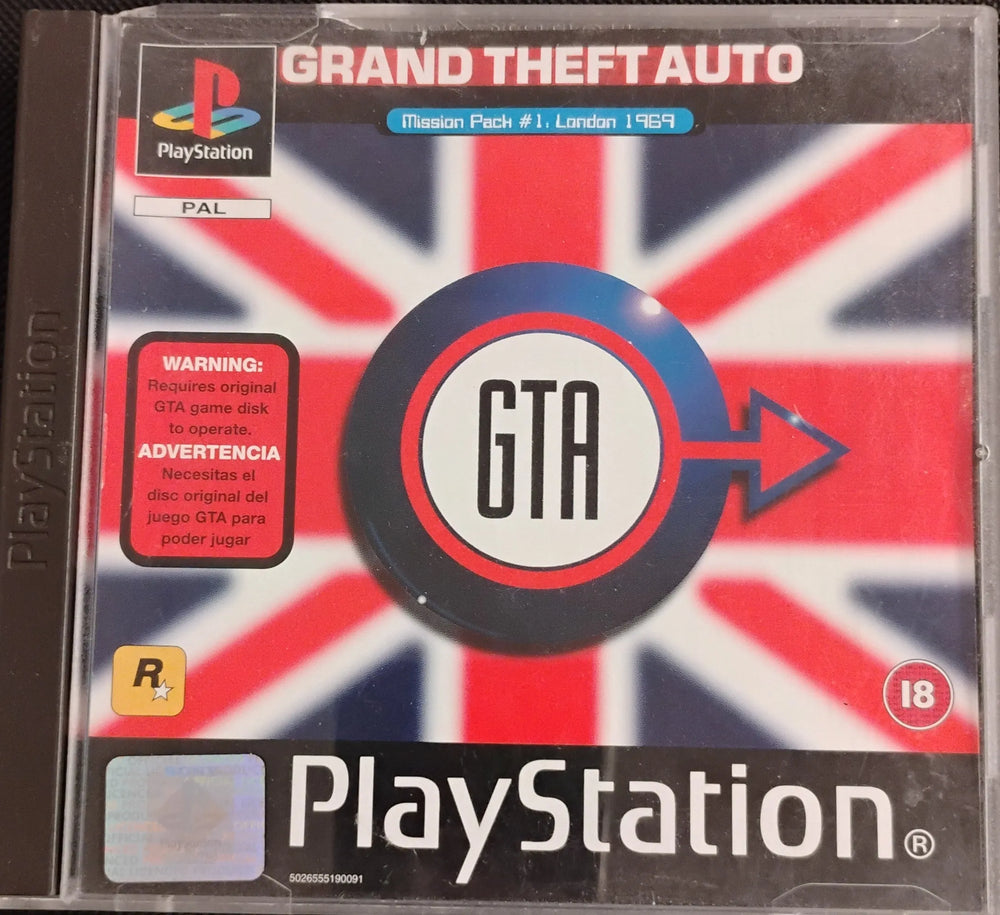 GRAND THEFT AUTO
Mission Pack #1: London 1969
PlayStation
PAL
PlayStation
WARNING:
Requires original
GTA game disk
to operate.
ADVERTENCIA
Necesitas el
disc original del
juego GTA para
poder jugar
GTA
R
18
PlayStation®
5026555190091